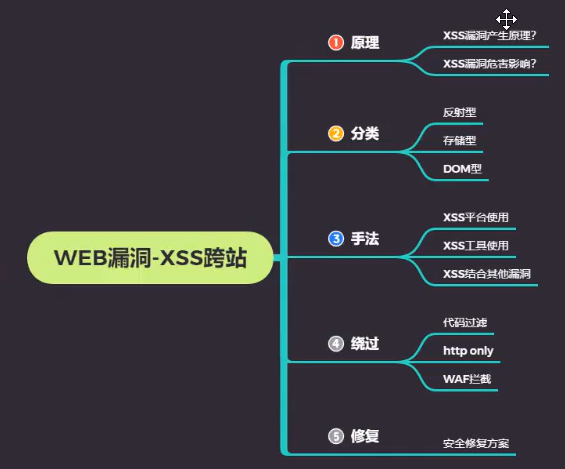 WEB漏洞-XSS跨站
1 原理
XSS漏洞产生原理?
XSS漏洞危害影响?
2 分类
反射型
存储型
DOM型
3 手法
XSS平台使用
XSS工具使用
XSS结合其他漏洞
4 绕过
代码过滤
http only
WAF拦截
5 修复
安全修复方案